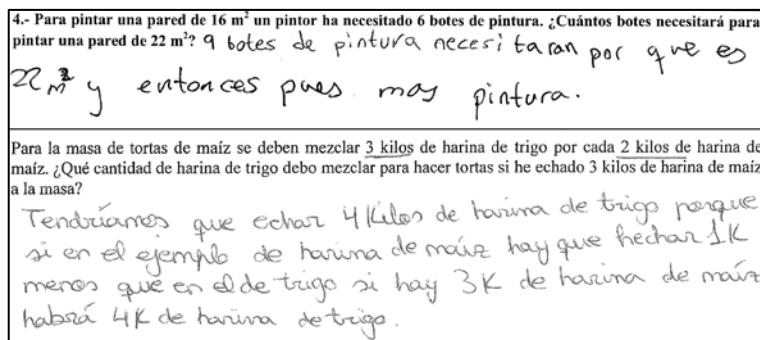 4.- Para pintar una pared de 16 m² un pintor ha necesitado 6 botes de pintura. ¿Cuántos botes necesitará para
pintar una pared de 22 m²? 9 botes de pintura necesitaran por que es
22 m² y entonces pues mas pintura.
Para la masa de tortas de maíz se deben mezclar 3 kilos de harina de trigo por cada 2 kilos de harina de
maíz. ¿Qué cantidad de harina de trigo debo mezclar para hacer tortas si he echado 3 kilos de harina de maíz
a la masa?
Tendríamos que echar 4 Kilos de harina de trigo porque
si en el ejemplo de harina de maíz hay que hechar 1K
menos que en el de trigo si hay 3K de harina de maíz
habrá 4K de harina de trigo.